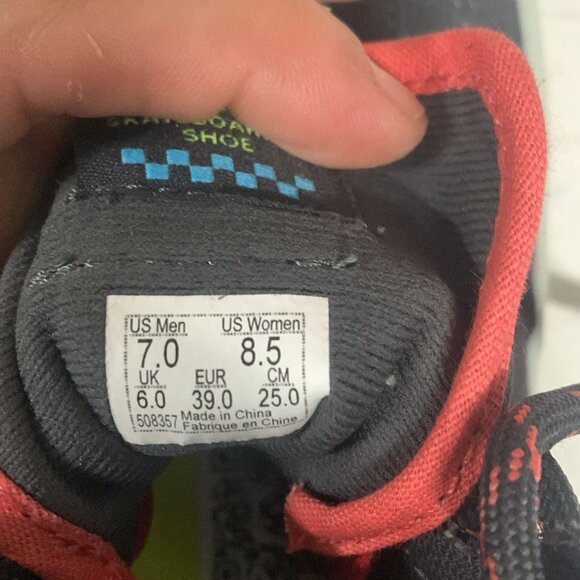 SKATEBOARD
SHOE
US Men US Women
7.0 8.5
UK EUR CM
6.0 39.0 25.0
508357 Made in China
Fabrique en Chine